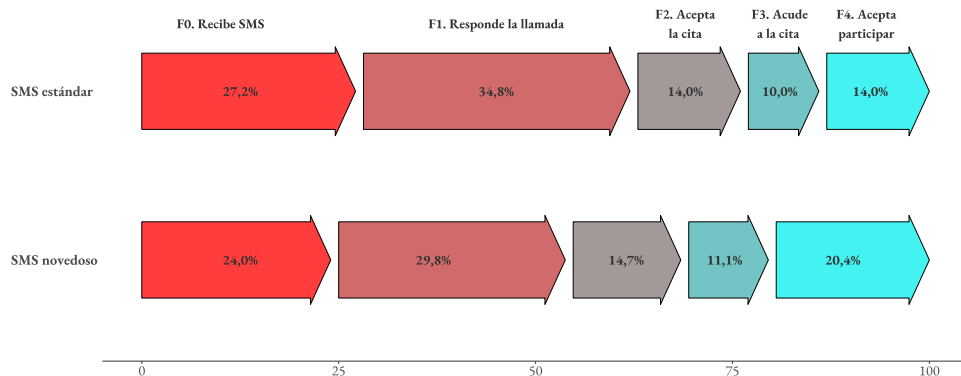 F0. Recibe SMS
F1. Responde la llamada
F2. Acepta
la cita
F3. Acude
a la cita
F4. Acepta
participar
SMS estándar
27,2%
34,8%
14,0%
10,0%
14,0%
SMS novedoso
24,0%
29,8%
14,7%
11,1%
20,4%
0
25
50
75
100